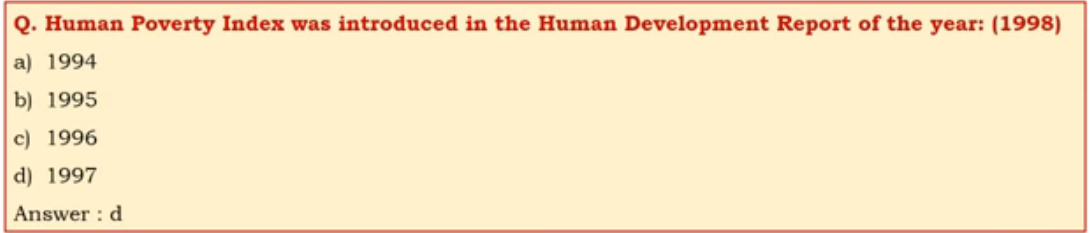 Q. Human Poverty Index was introduced in the Human Development Report of the year: (1998)
a) 1994
b) 1995
c) 1996
d) 1997
Answer : d